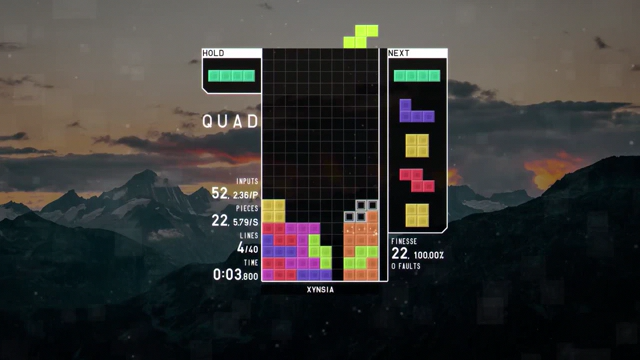 HOLD
NEXT
QUAD
INPUTS
52, 2.36/P
PIECES
22, 5.79/S
LINES
4/40
TIME
0:03.800
FINESSE
22, 100.00%
0 FAULTS
XYNSIA